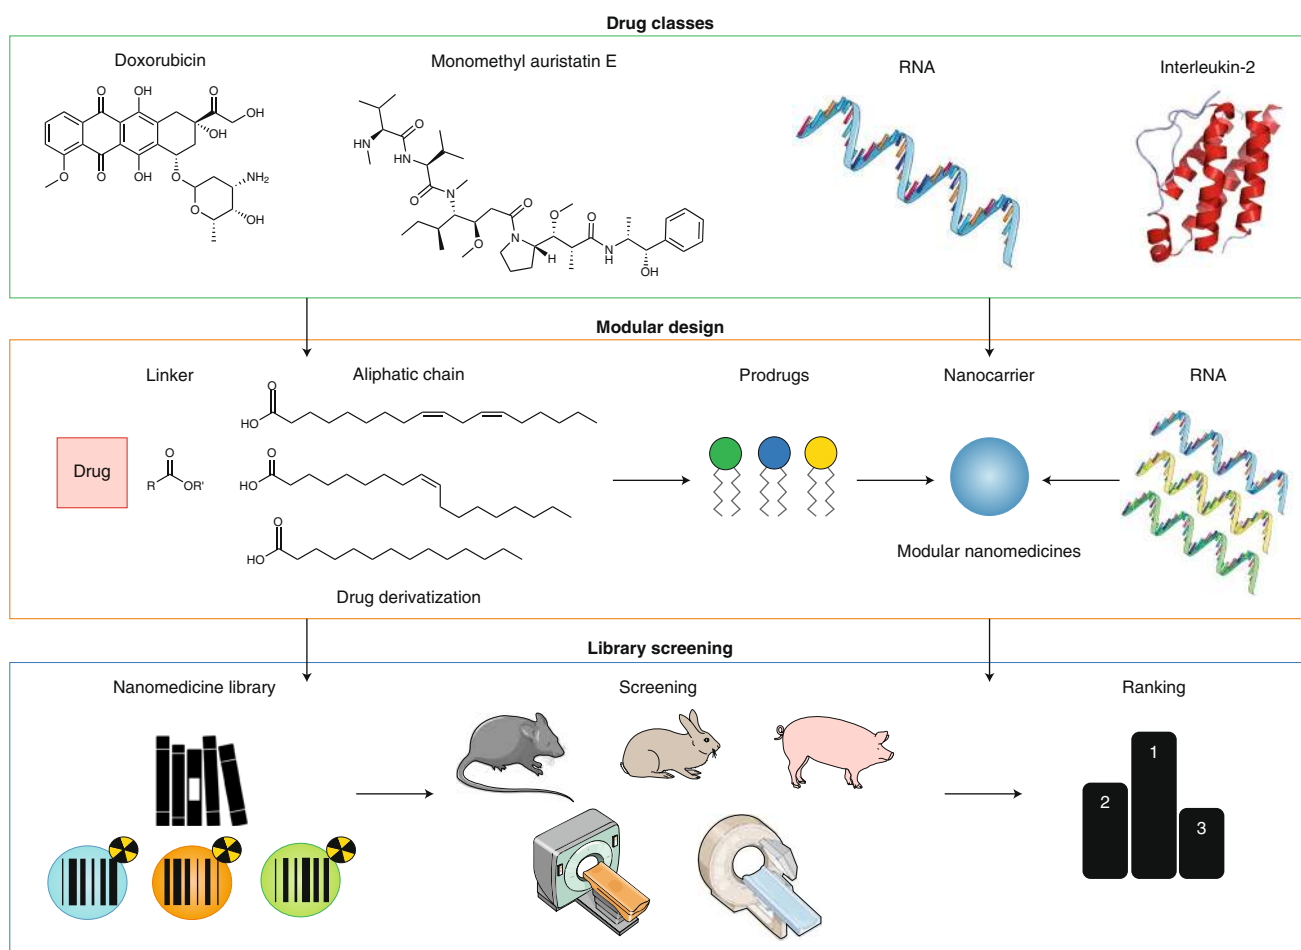 Drug classes
Doxorubicin
Monomethyl auristatin E
RNA
Interleukin-2
O
OH
O
OH
OH
O
O
OH
O
O
NH2
O
OH
O
HN
HN
O
O
N
O
O
N
H
O
O
N
H
OH
Modular design
Linker
Aliphatic chain
Prodrugs
Nanocarrier
RNA
Drug
O
R
OR'
O
HO
O
HO
O
HO
Modular nanomedicines
Drug derivatization
Library screening
Nanomedicine library
Screening
Ranking
1
2
3